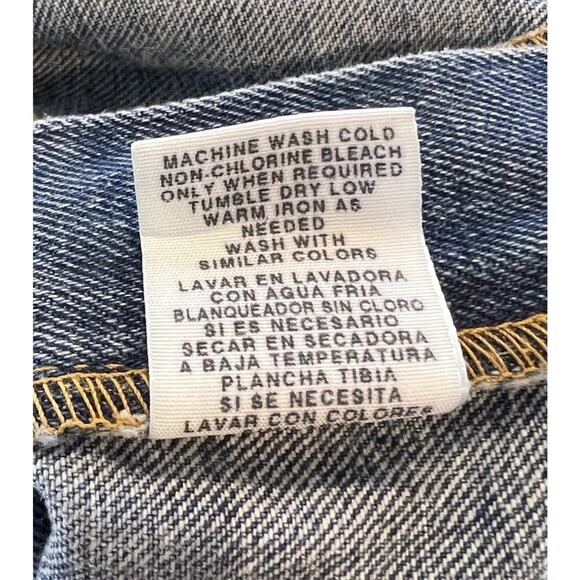 MACHINE WASH COLD
NON-CHLORINE BLEACH
ONLY WHEN REQUIRED
TUMBLE DRY LOW
WARM IRON AS
NEEDED
WASH WITH
SIMILAR COLORS
LAVAR EN LAVADORA
CON AGUA FRIA
BLANQUEADOR SIN CLORO
SI ES NECESARIO
SECAR EN SECADORA
A BAJA TEMPERATURA
PLANCHA TIBIA
SI SE NECESITA
LAVAR CON COLORES